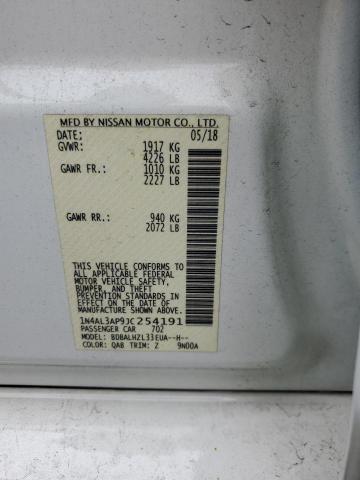 MFD BY NISSAN MOTOR CO., LTD.
DATE: 05/18
GVWR: 1917 KG
4226 LB
GAWR FR.: 1010 KG
2227 LB
GAWR RR.: 940 KG
2072 LB
THIS VEHICLE CONFORMS TO ALL
APPLICABLE U.S. FEDERAL
MOTOR VEHICLE SAFETY,
BUMPER, AND THEFT
PREVENTION STANDARDS
IN EFFECT ON THE DATE OF
MANUFACTURE SHOWN ABOVE.
1N4AL3AP9JC254191
PASSENGER CAR 702
MODEL: BDBALHZL33EUA--H--
COLOR: QAB TRIM: Z 9N00A